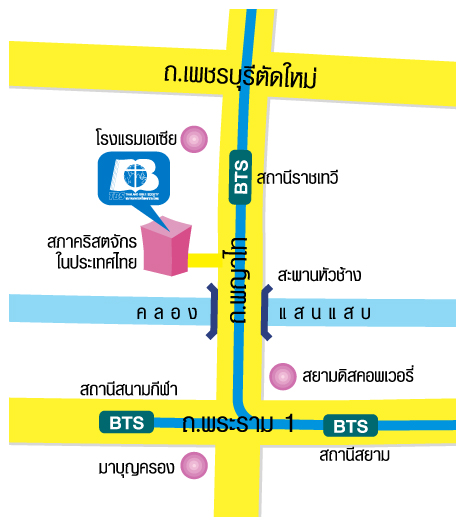 ถ.เพชรบุรีตัดใหม่
โรงแรมเอเซีย
BTS
สถานีราชเทวี
TBS
สภาคริสตจักร
ในประเทศไทย
ถ.พญาไท
สะพานหัวช้าง
คลอง
แสนแสบ
สยามดิสคอฟเวอรี่
สถานีสนามกีฬา
BTS
ถ.พระราม 1
BTS
สถานีสยาม
มาบุญครอง